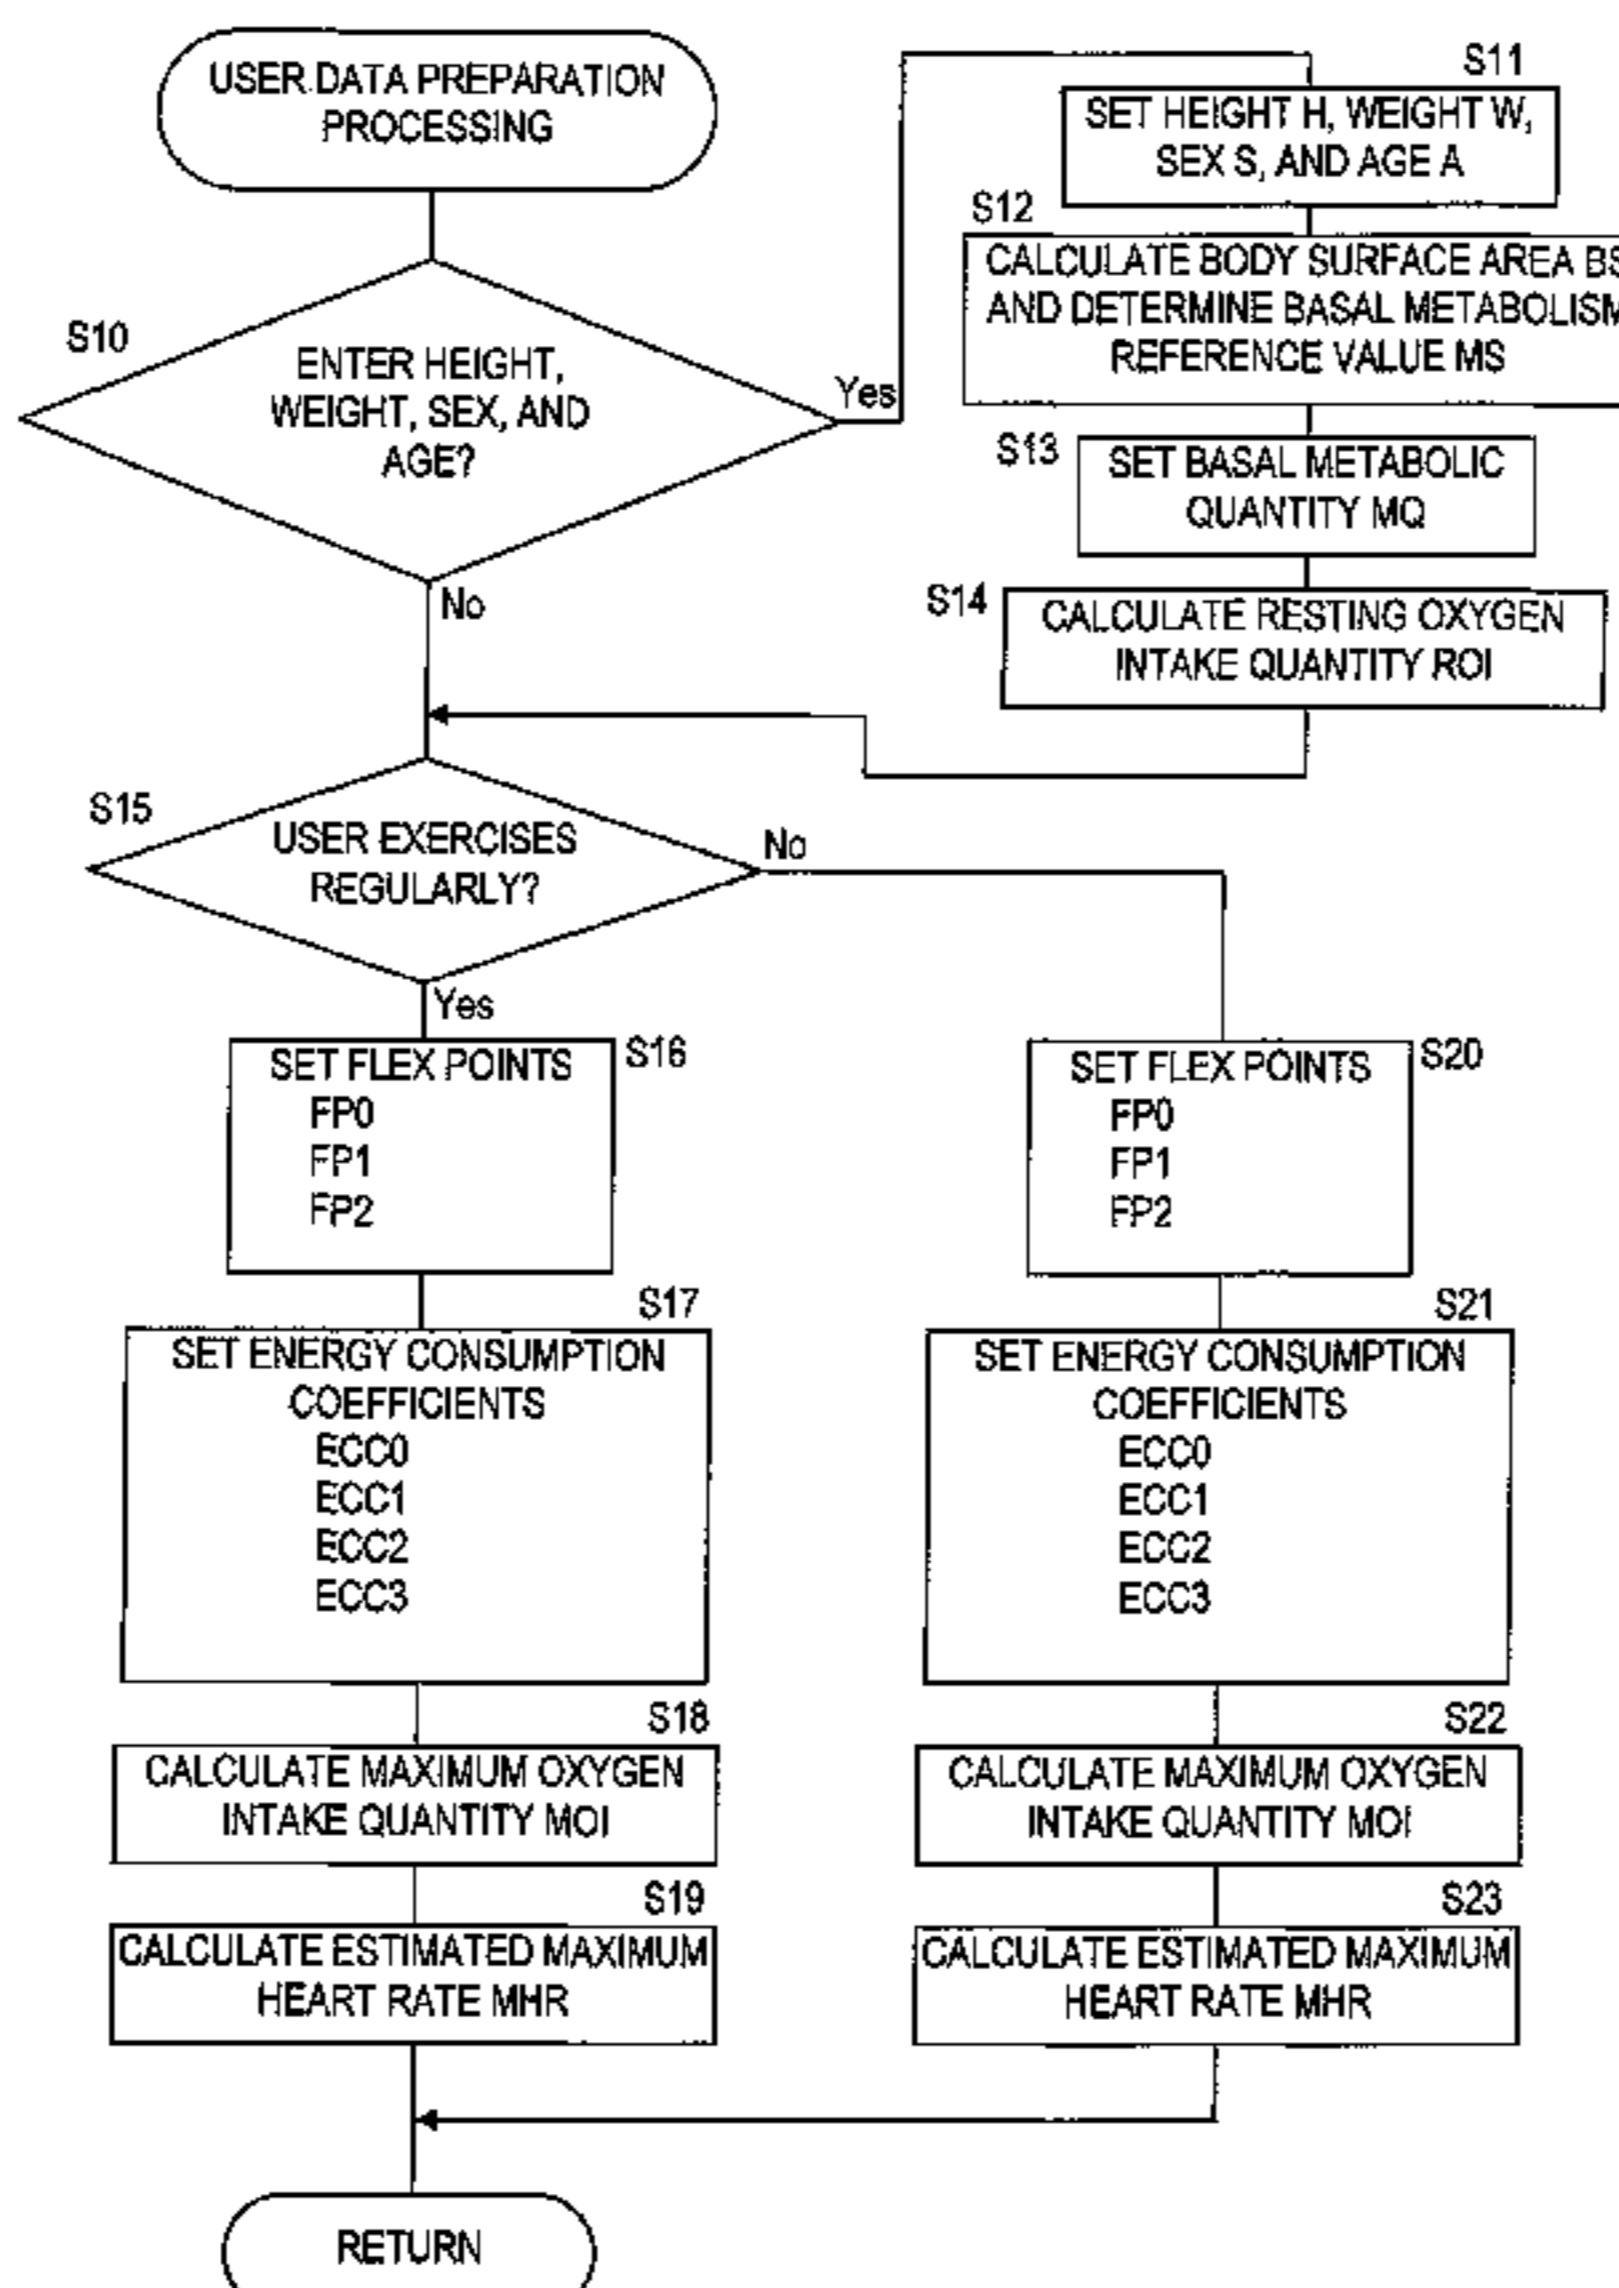 USER DATA PREPARATION
PROCESSING
S10
ENTER HEIGHT,
WEIGHT, SEX, AND
AGE?
Yes
No
S11
SET HEIGHT H, WEIGHT W,
SEX S, AND AGE A
S12
CALCULATE BODY SURFACE AREA BS
AND DETERMINE BASAL METABOLISM
REFERENCE VALUE MS
S13
SET BASAL METABOLIC
QUANTITY MQ
S14
CALCULATE RESTING OXYGEN
INTAKE QUANTITY ROI
S15
USER EXERCISES
REGULARLY?
No
Yes
S16
SET FLEX POINTS
FP0
FP1
FP2
S17
SET ENERGY CONSUMPTION
COEFFICIENTS
ECC0
ECC1
ECC2
ECC3
S18
CALCULATE MAXIMUM OXYGEN
INTAKE QUANTITY MOI
S19
CALCULATE ESTIMATED MAXIMUM
HEART RATE MHR
S20
SET FLEX POINTS
FP0
FP1
FP2
S21
SET ENERGY CONSUMPTION
COEFFICIENTS
ECC0
ECC1
ECC2
ECC3
S22
CALCULATE MAXIMUM OXYGEN
INTAKE QUANTITY MOI
S23
CALCULATE ESTIMATED MAXIMUM
HEART RATE MHR
RETURN